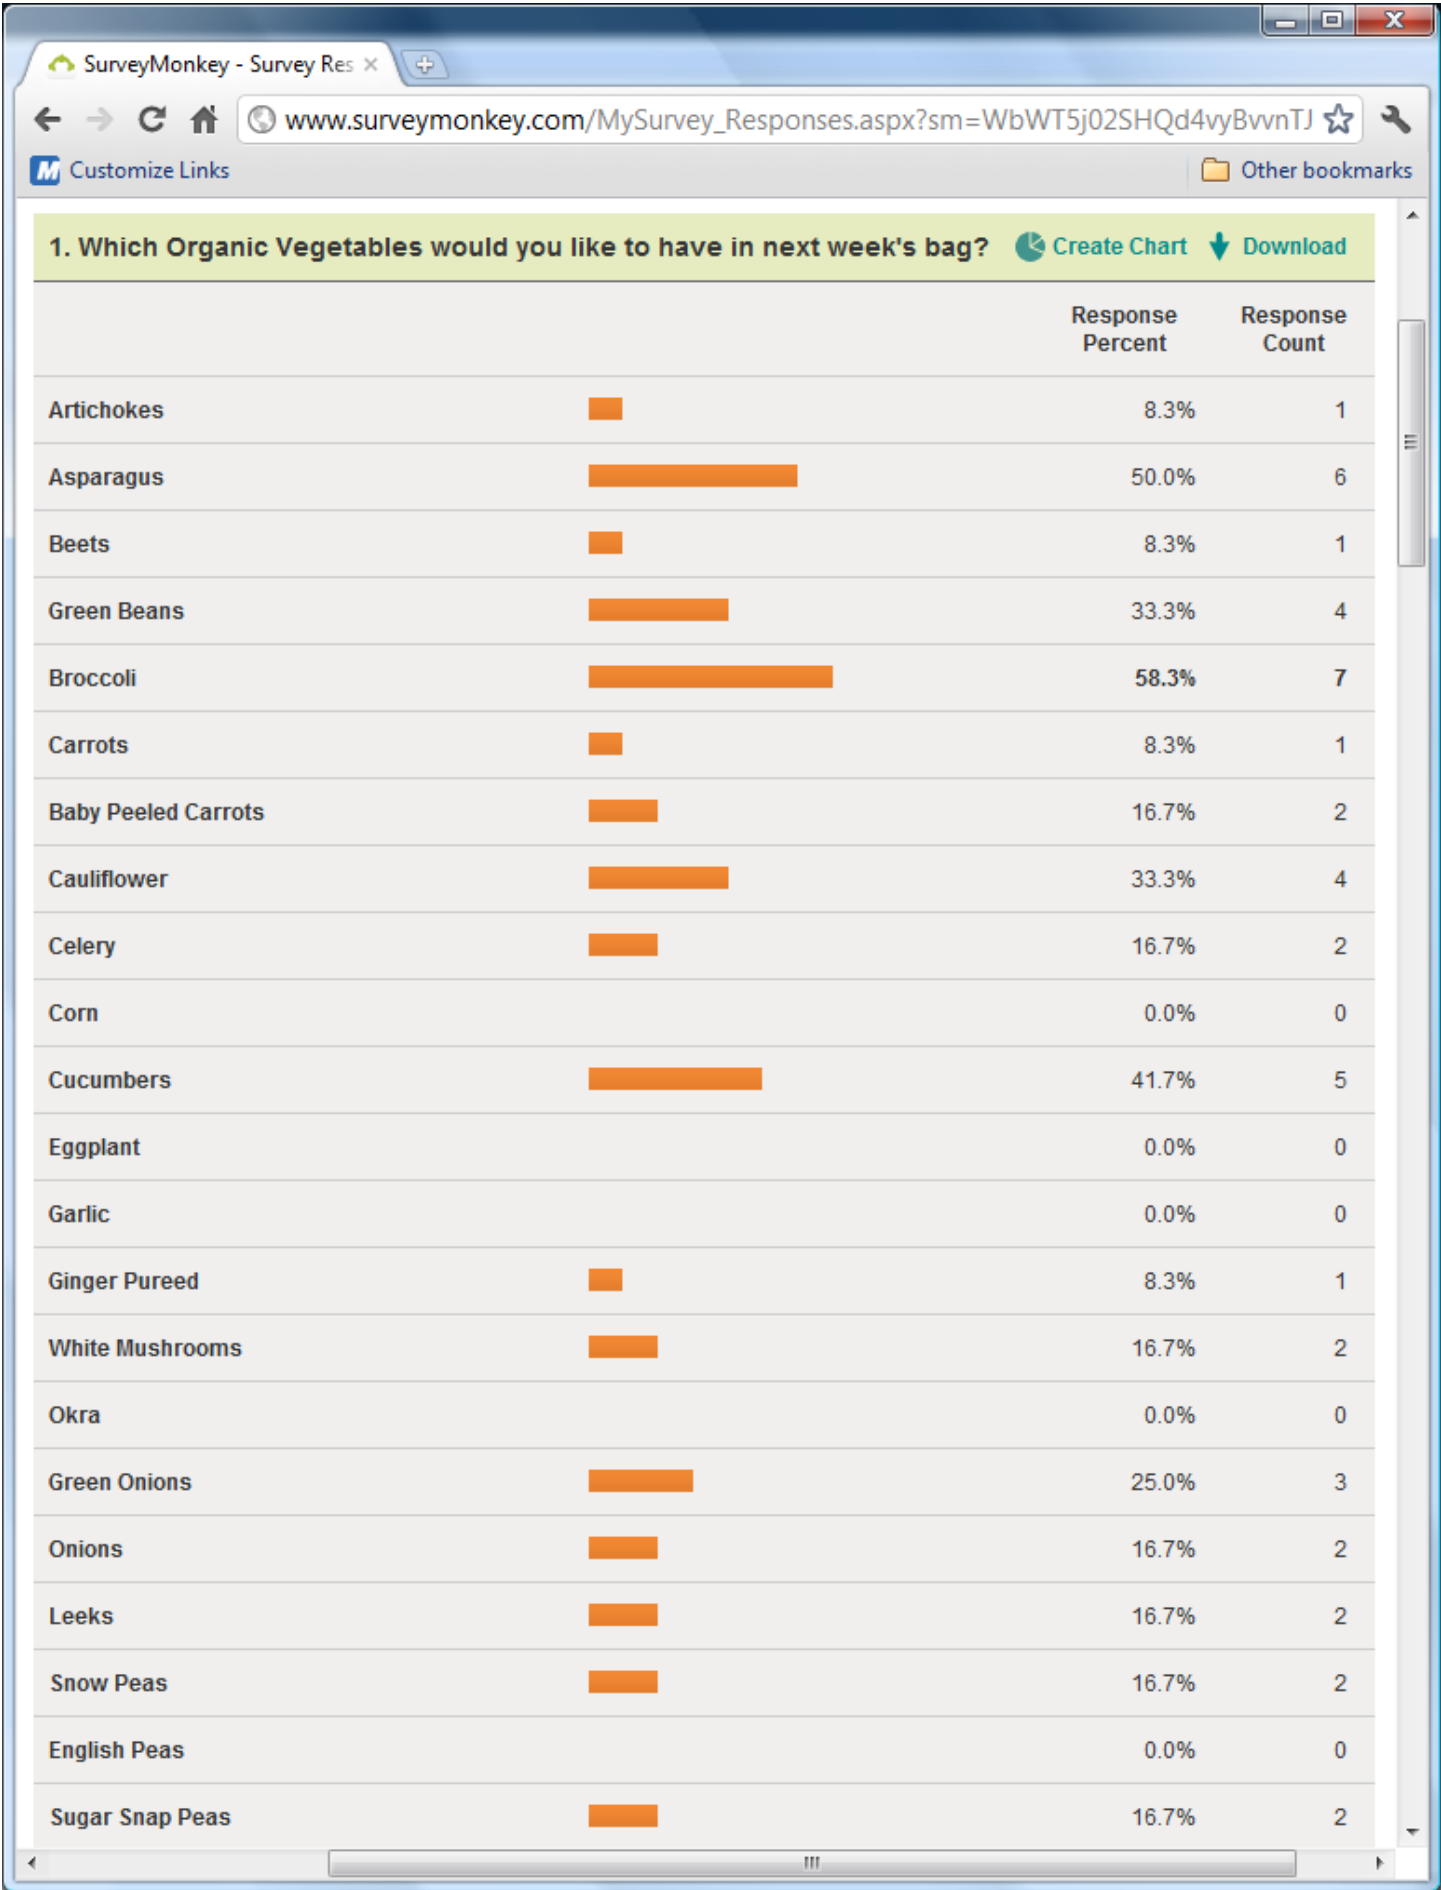 SurveyMonkey - Survey Res
www.surveymonkey.com/MySurvey_Responses.aspx?sm=WbWT5j02SHQd4vyBvvnTJ
Customize Links Other bookmarks
1. Which Organic Vegetables would you like to have in next week's bag? Create Chart Download
Response Response
Percent Count
Artichokes 8.3% 1
Asparagus 50.0% 6
Beets 8.3% 1
Green Beans 33.3% 4
Broccoli 58.3% 7
Carrots 8.3% 1
Baby Peeled Carrots 16.7% 2
Cauliflower 33.3% 4
Celery 16.7% 2
Corn 0.0% 0
Cucumbers 41.7% 5
Eggplant 0.0% 0
Garlic 0.0% 0
Ginger Pureed 8.3% 1
White Mushrooms 16.7% 2
Okra 0.0% 0
Green Onions 25.0% 3
Onions 16.7% 2
Leeks 16.7% 2
Snow Peas 16.7% 2
English Peas 0.0% 0
Sugar Snap Peas 16.7% 2